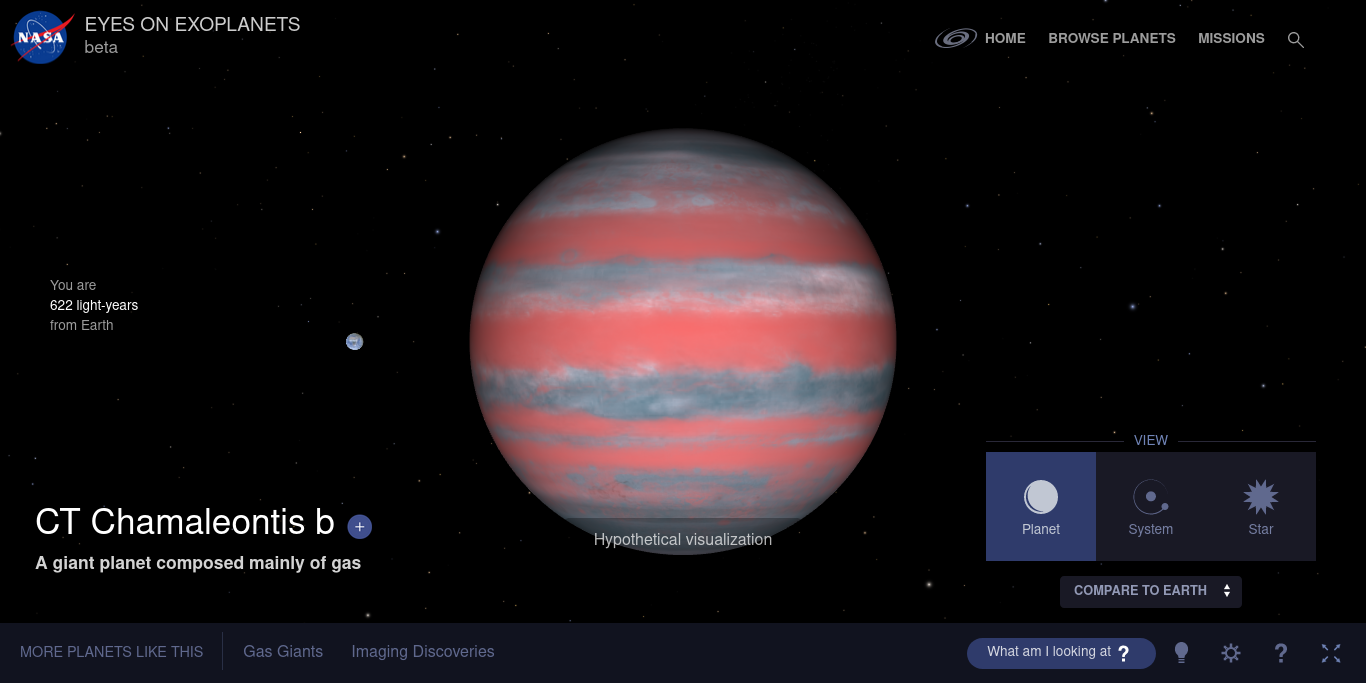 NASA
EYES ON EXOPLANETS
beta
HOME
BROWSE PLANETS
MISSIONS
You are
622 light-years
from Earth
VIEW
Planet
System
Star
CT Chamaeleontis b +
A giant planet composed mainly of gas
Hypothetical visualization
COMPARE TO EARTH
MORE PLANETS LIKE THIS
Gas Giants
Imaging Discoveries
What am I looking at ?
?